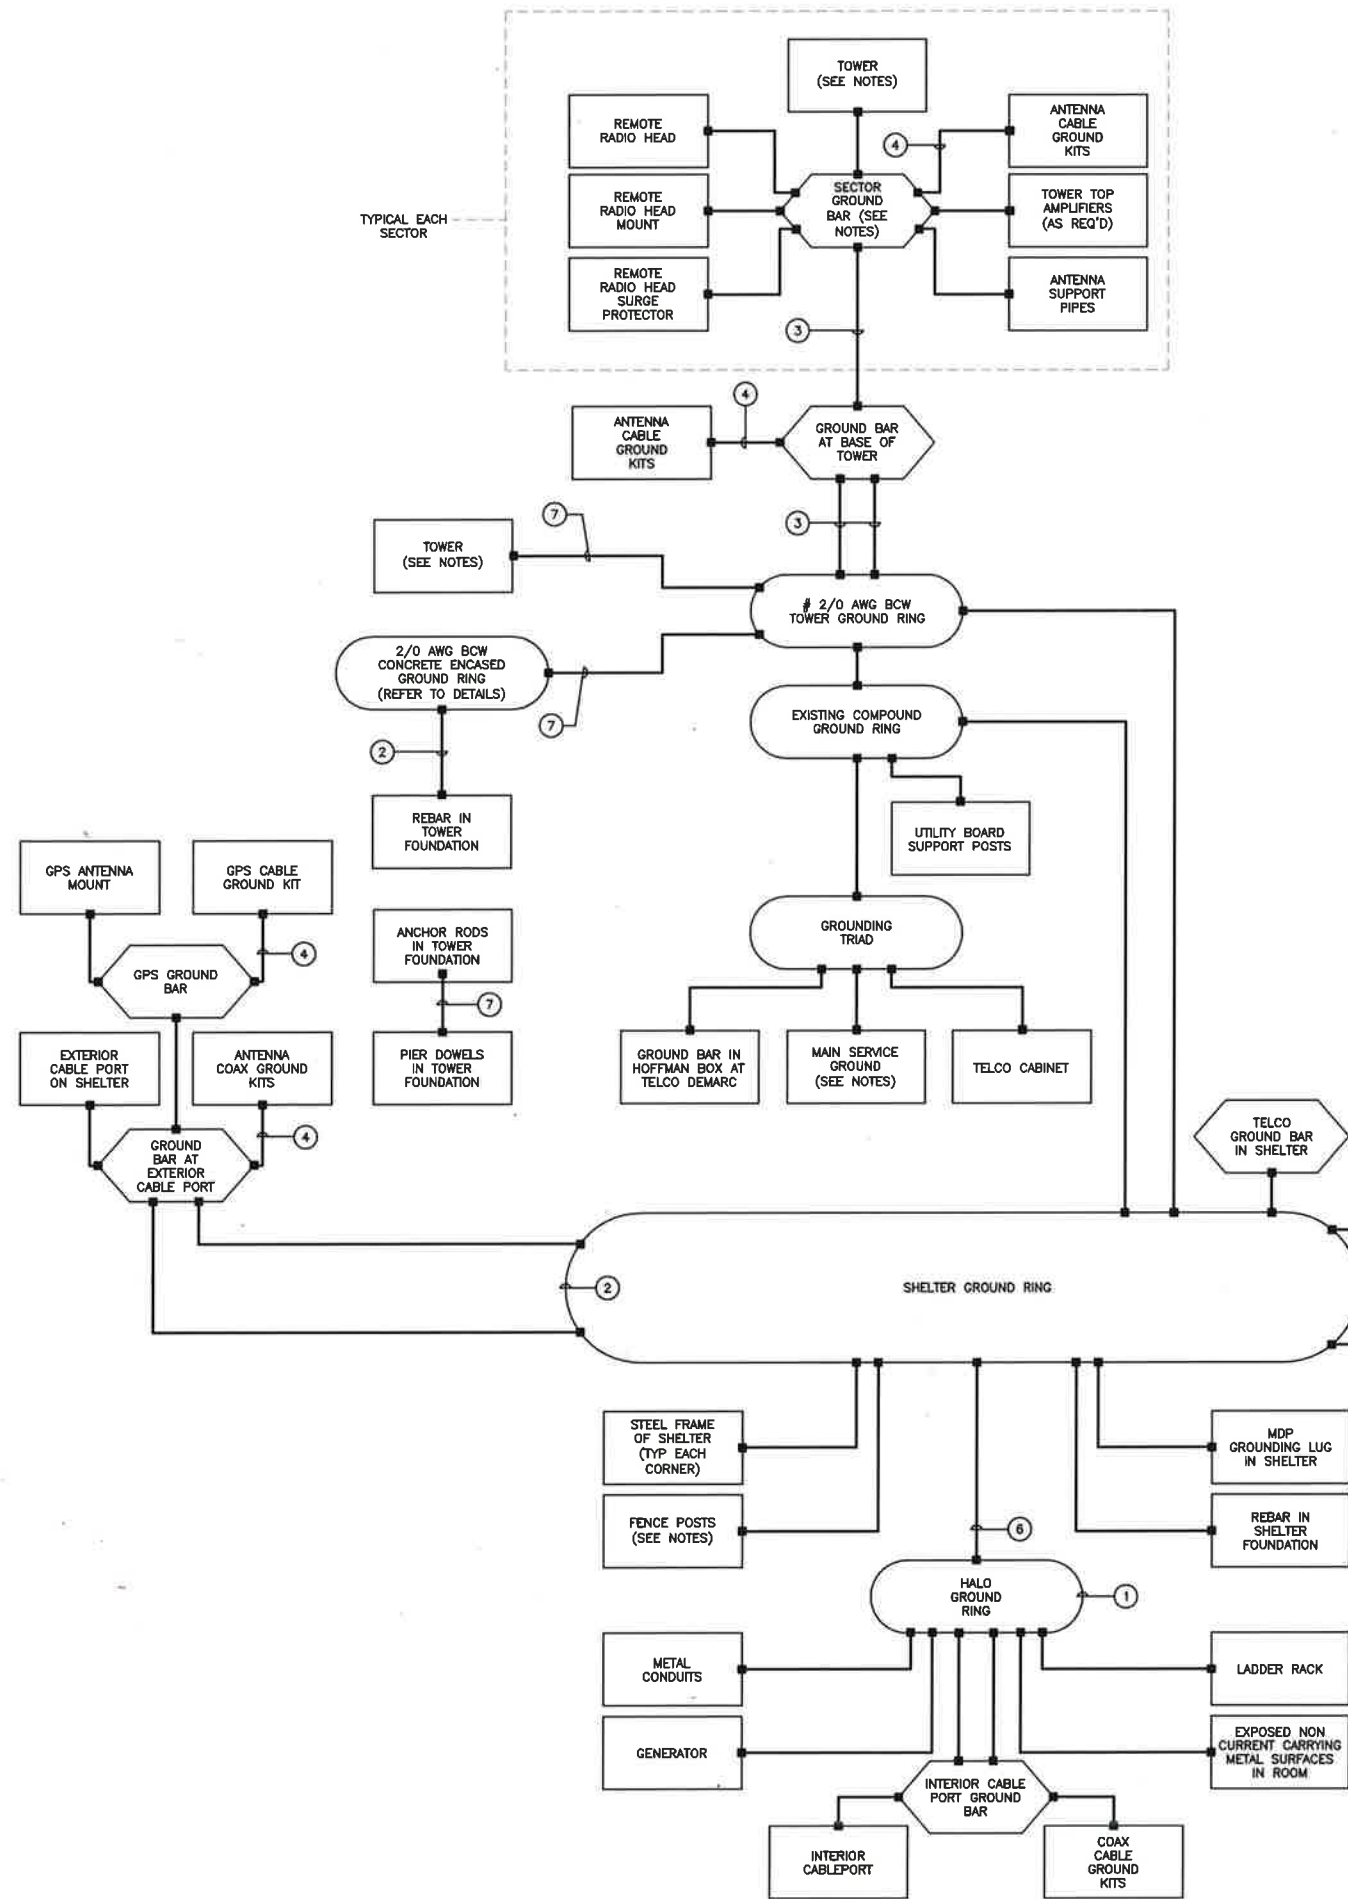 TOWER
(SEE NOTES)
REMOTE
RADIO HEAD
ANTENNA
CABLE
GROUND
KITS
4
REMOTE
RADIO HEAD
MOUNT
SECTOR
GROUND
BAR (SEE
NOTES)
TOWER TOP
AMPLIFIERS
(AS REQ'D)
TYPICAL EACH
SECTOR
REMOTE
RADIO HEAD
SURGE
PROTECTOR
ANTENNA
SUPPORT
PIPES
3
4
ANTENNA
CABLE
GROUND
KITS
GROUND BAR
AT BASE OF
TOWER
7
3
TOWER
(SEE NOTES)
# 2/0 AWG BCW
TOWER GROUND RING
2/0 AWG BCW
CONCRETE ENCASED
GROUND RING
(REFER TO DETAILS)
7
EXISTING COMPOUND
GROUND RING
2
REBAR IN
TOWER
FOUNDATION
UTILITY BOARD
SUPPORT POSTS
GPS ANTENNA
MOUNT
GPS CABLE
GROUND KIT
ANCHOR RODS
IN TOWER
FOUNDATION
GROUNDING
TRIAD
4
GPS GROUND
BAR
7
EXTERIOR
CABLE PORT
ON SHELTER
ANTENNA
COAX GROUND
KITS
PIER DOWELS
IN TOWER
FOUNDATION
GROUND BAR IN
HOFFMAN BOX AT
TELCO DEMARC
MAIN SERVICE
GROUND
(SEE NOTES)
TELCO CABINET
4
GROUND
BAR AT
EXTERIOR
CABLE PORT
TELCO
GROUND BAR
IN SHELTER
2
SHELTER GROUND RING
STEEL FRAME
OF SHELTER
(TYP EACH
CORNER)
MDP
GROUNDING LUG
IN SHELTER
FENCE POSTS
(SEE NOTES)
6
REBAR IN
SHELTER
FOUNDATION
HALO
GROUND
RING
1
METAL
CONDUITS
LADDER RACK
GENERATOR
EXPOSED NON
CURRENT CARRYING
METAL SURFACES
IN ROOM
INTERIOR CABLE
PORT GROUND
BAR
INTERIOR
CABLEPORT
COAX
CABLE
GROUND
KITS